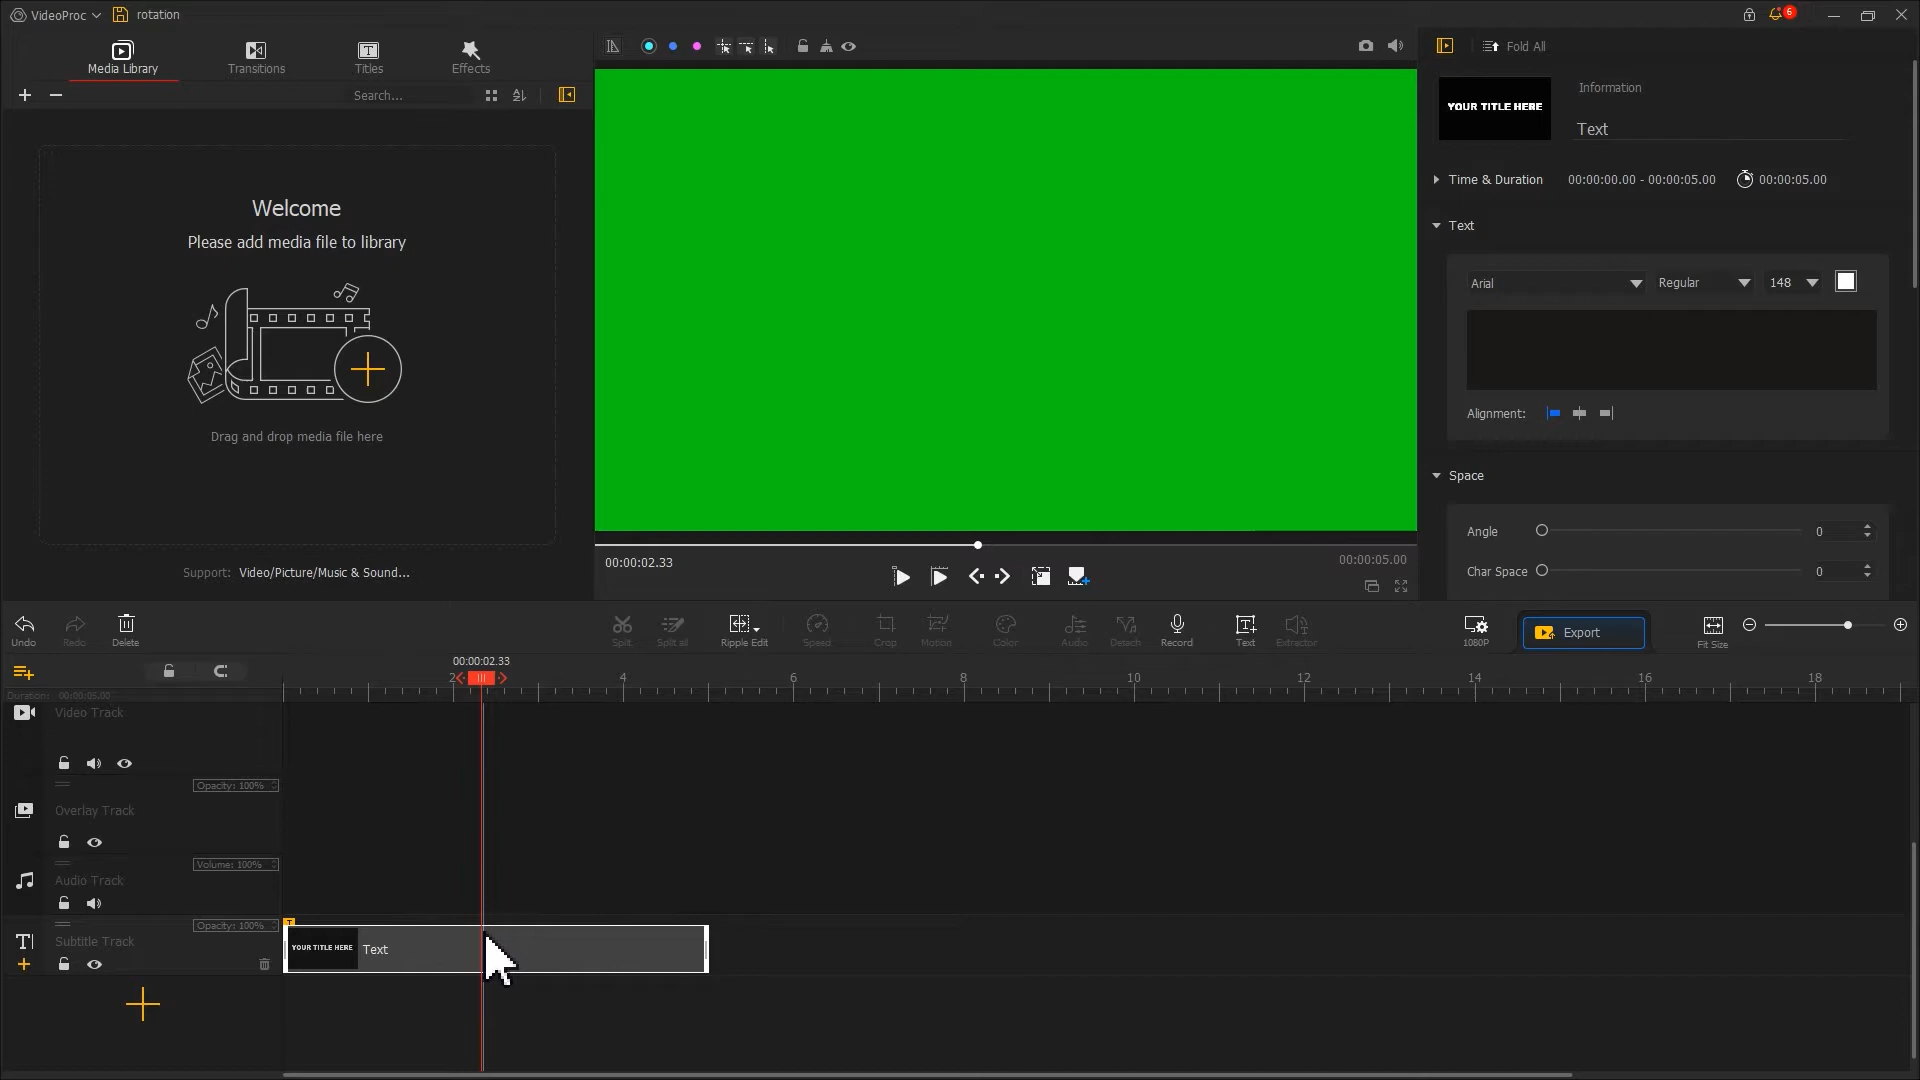 VideoProc
rotation
6
Media Library
Transitions
Titles
Effects
Search...
Fold All
YOUR TITLE HERE
Information
Text
Welcome
Please add media file to library
Drag and drop media file here
Support: Video/Picture/Music & Sound...
Time & Duration 00:00:00.00 - 00:00:05.00 00:00:05.00
Text
Arial Regular 148
Alignment:
Space
Angle 0
Char Space 0
00:00:02.33
00:00:05.00
Undo
Redo
Delete
Split
Split all
Ripple Edit
Speed
Crop
Motion
Color
Audio
Detach
Record
Text
Extractor
1080P
Export
Fit Size
00:00:02.33
2 4 6 8 10 12 14 16 18
Duration: 00:00:05.00
Video Track
Opacity: 100%
Overlay Track
Volume: 100%
Audio Track
Opacity: 100%
Subtitle Track
YOUR TITLE HERE
Text